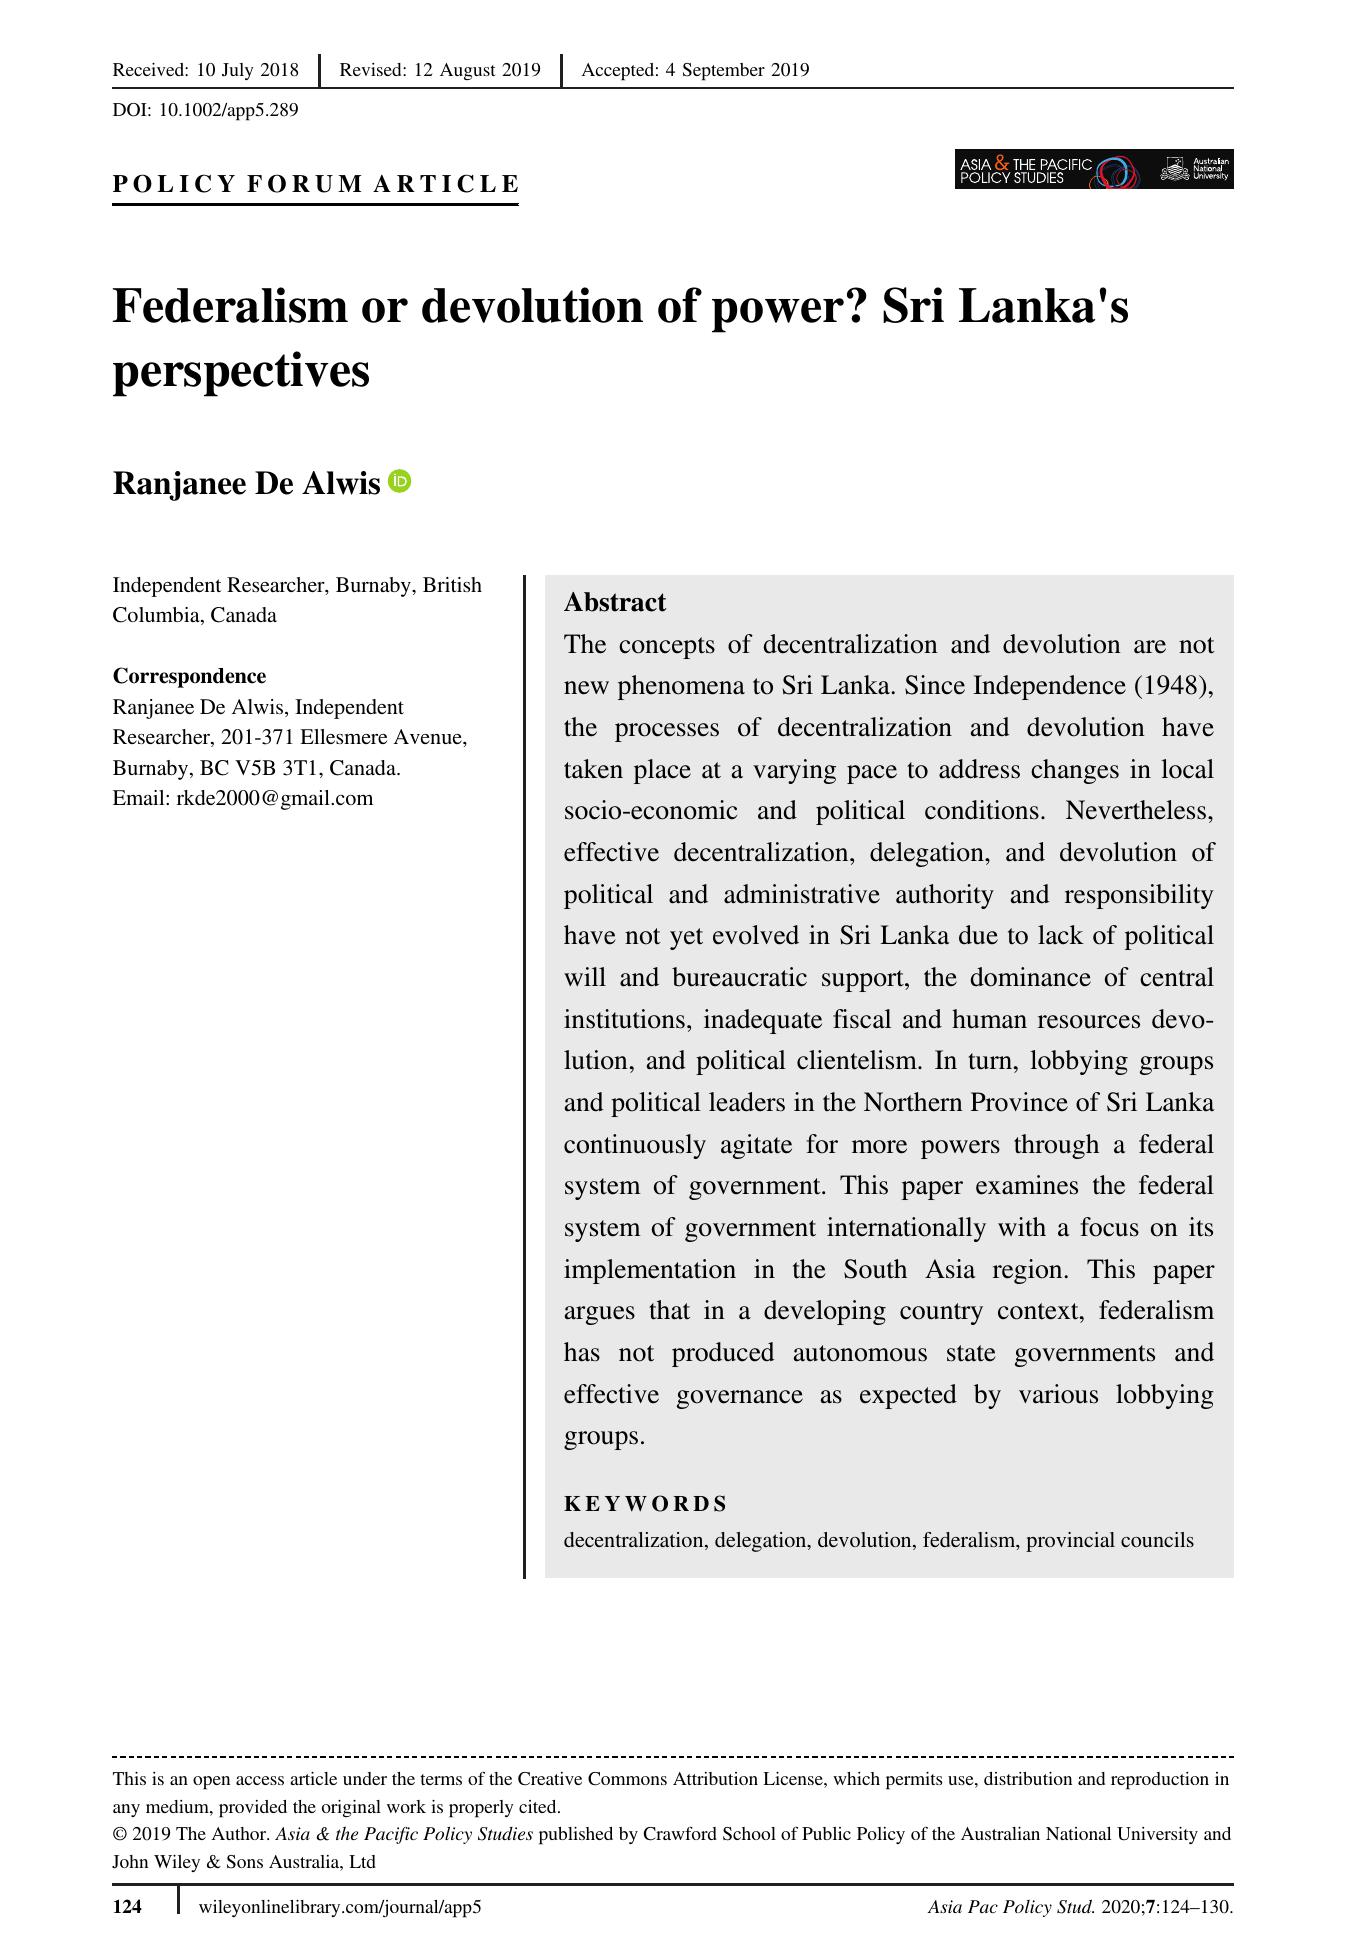 Received: 10 July 2018 Revised: 12 August 2019 Accepted: 4 September 2019
DOI: 10.1002/app5.289
POLICY FORUM ARTICLE
ASIA & THE PACIFIC
POLICY STUDIES
Australian
National
University
Federalism or devolution of power? Sri Lanka's
perspectives
Ranjanee De Alwis iD
Independent Researcher, Burnaby, British
Columbia, Canada
Correspondence
Ranjanee De Alwis, Independent
Researcher, 201-371 Ellesmere Avenue,
Burnaby, BC V5B 3T1, Canada.
Email: rkde2000@gmail.com
Abstract
The concepts of decentralization and devolution are not
new phenomena to Sri Lanka. Since Independence (1948),
the processes of decentralization and devolution have
taken place at a varying pace to address changes in local
socio-economic and political conditions. Nevertheless,
effective decentralization, delegation, and devolution of
political and administrative authority and responsibility
have not yet evolved in Sri Lanka due to lack of political
will and bureaucratic support, the dominance of central
institutions, inadequate fiscal and human resources devo-
lution, and political clientelism. In turn, lobbying groups
and political leaders in the Northern Province of Sri Lanka
continuously agitate for more powers through a federal
system of government. This paper examines the federal
system of government internationally with a focus on its
implementation in the South Asia region. This paper
argues that in a developing country context, federalism
has not produced autonomous state governments and
effective governance as expected by various lobbying
groups.
KEYWORDS
decentralization, delegation, devolution, federalism, provincial councils
This is an open access article under the terms of the Creative Commons Attribution License, which permits use, distribution and reproduction in
any medium, provided the original work is properly cited.
© 2019 The Author. Asia & the Pacific Policy Studies published by Crawford School of Public Policy of the Australian National University and
John Wiley & Sons Australia, Ltd
124 wileyonlinelibrary.com/journal/app5 Asia Pac Policy Stud. 2020;7:124–130.